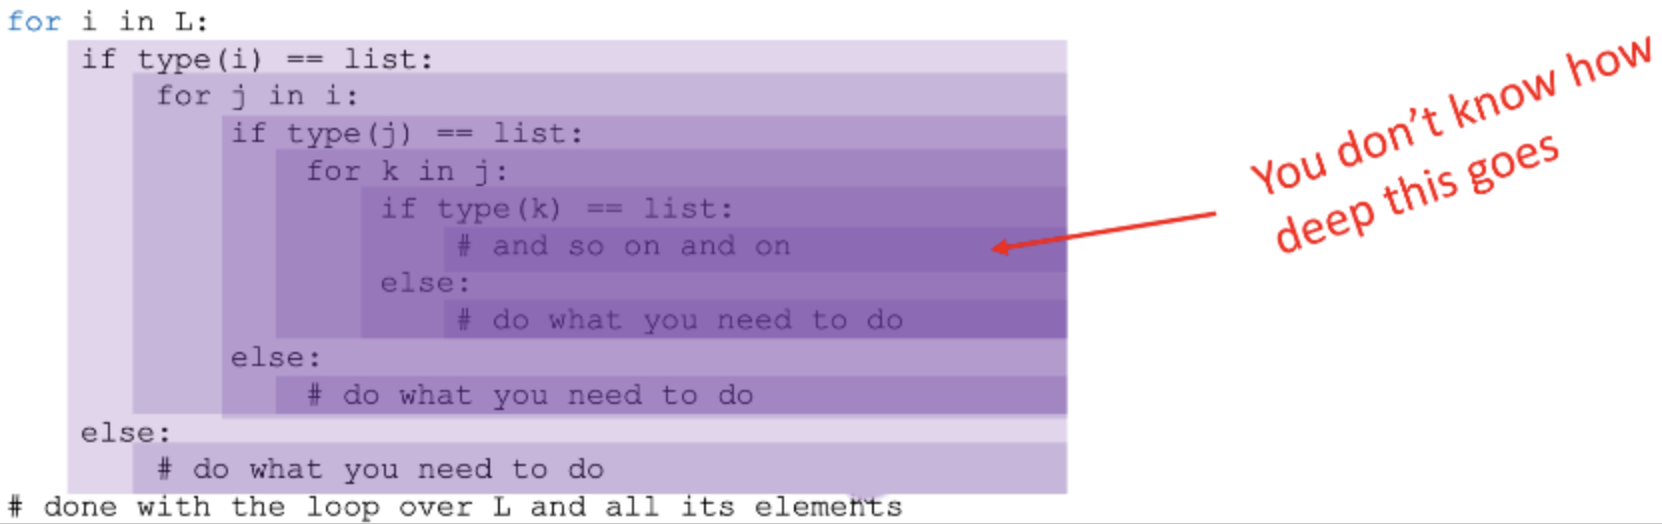 for i in L:
    if type(i) == list:
        for j in i:
            if type(j) == list:
                for k in j:
                    if type(k) == list:
                        # and so on and on
                    else:
                        # do what you need to do
            else:
                # do what you need to do
    else:
        # do what you need to do
# done with the loop over L and all its elements
You don't know how
deep this goes